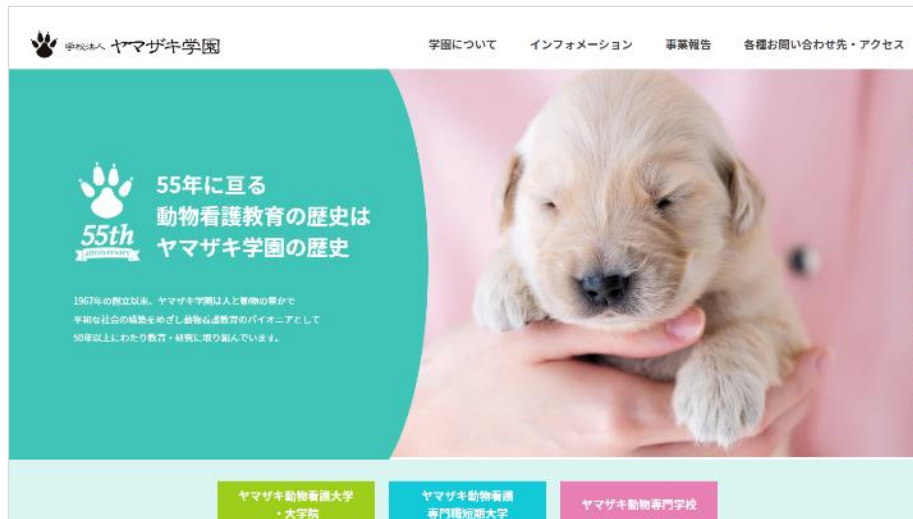 学校法人 ヤマザキ学園
学園について インフォメーション 事業報告 各種お問い合わせ先・アクセス
55年に亘る
動物看護教育の歴史は
ヤマザキ学園の歴史
55th
anniversary
1967年の創立以来、ヤマザキ学園は人と動物の豊かで
平和な社会の構築をめざし動物看護教育のパイオニアとして
50年以上にわたり教育・研究に取り組んでいます。
ヤマザキ動物看護大学
・大学院
ヤマザキ動物看護
専門職短期大学
ヤマザキ動物専門学校